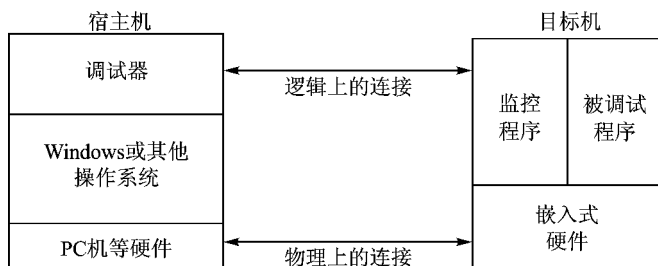 宿主机
目标机
调试器
逻辑上的连接
监控
程序
被调试
程序
Windows或其他
操作系统
嵌入式
硬件
PC机等硬件
物理上的连接